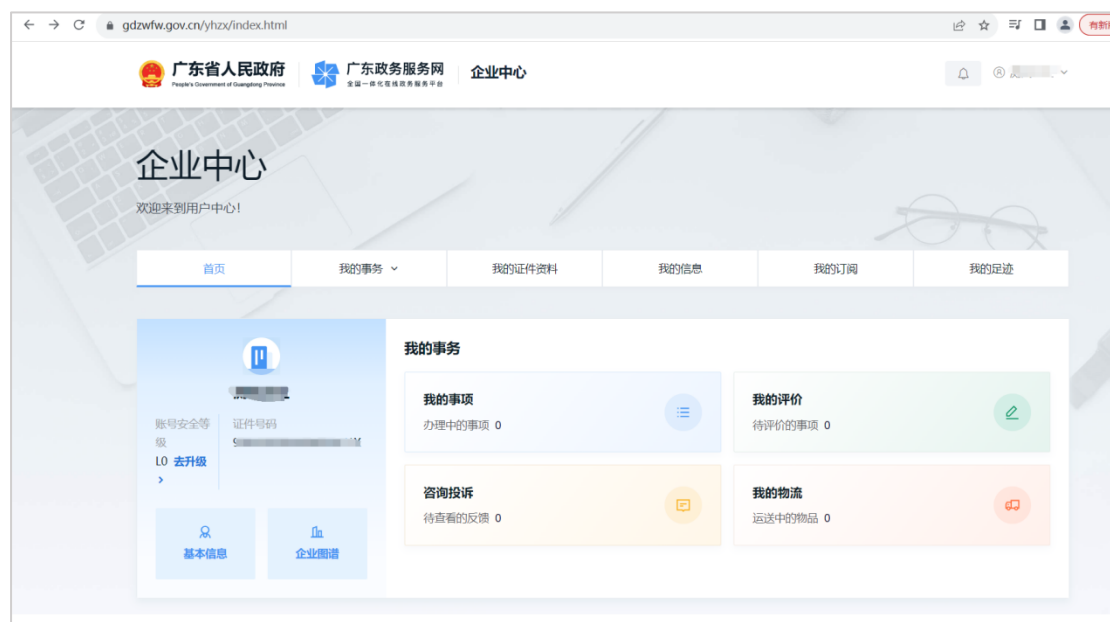 gdzwfw.gov.cn/yhzx/index.html
有新版
广东省人民政府
People's Government of Guangdong Province
广东政务服务网
全国一体化在线政务服务平台
企业中心
企业中心
欢迎来到用户中心!
首页
我的事务
我的证件资料
我的信息
我的订阅
我的足迹
账号安全等
级
L0 去升级
>
证件号码
基本信息
企业图谱
我的事务
我的事项
办理中的事项 0
我的评价
待评价的事项 0
咨询投诉
待查看的反馈 0
我的物流
运送中的物品 0